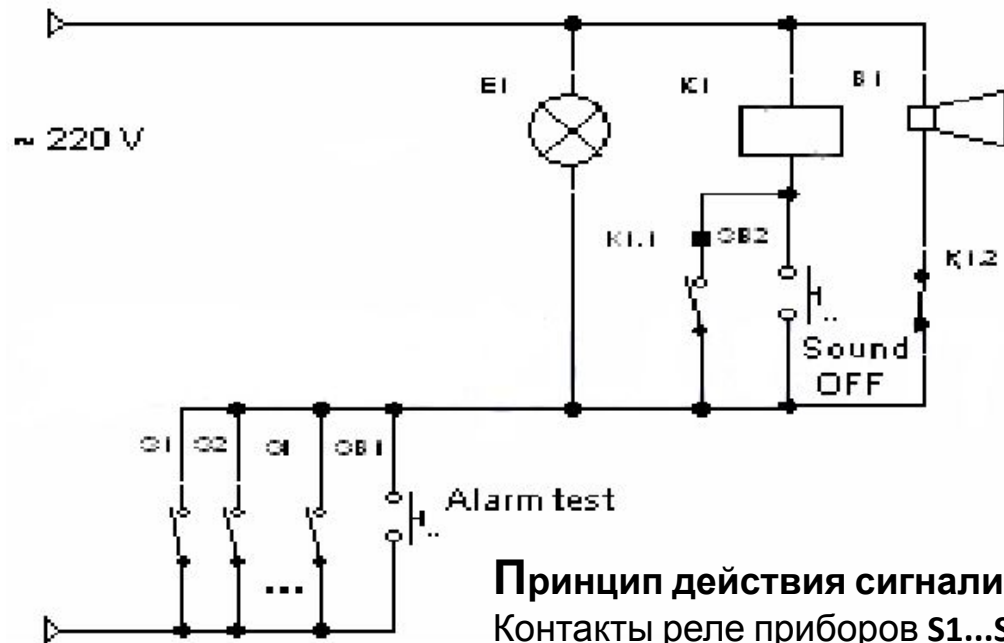 E1
K1
B1
~ 220 V
K1.1
SB2
K1.2
Sound
OFF
S1
S2
SB1
Alarm test
...
Принцип действия сигнали
Контакты реле приборов S1...S